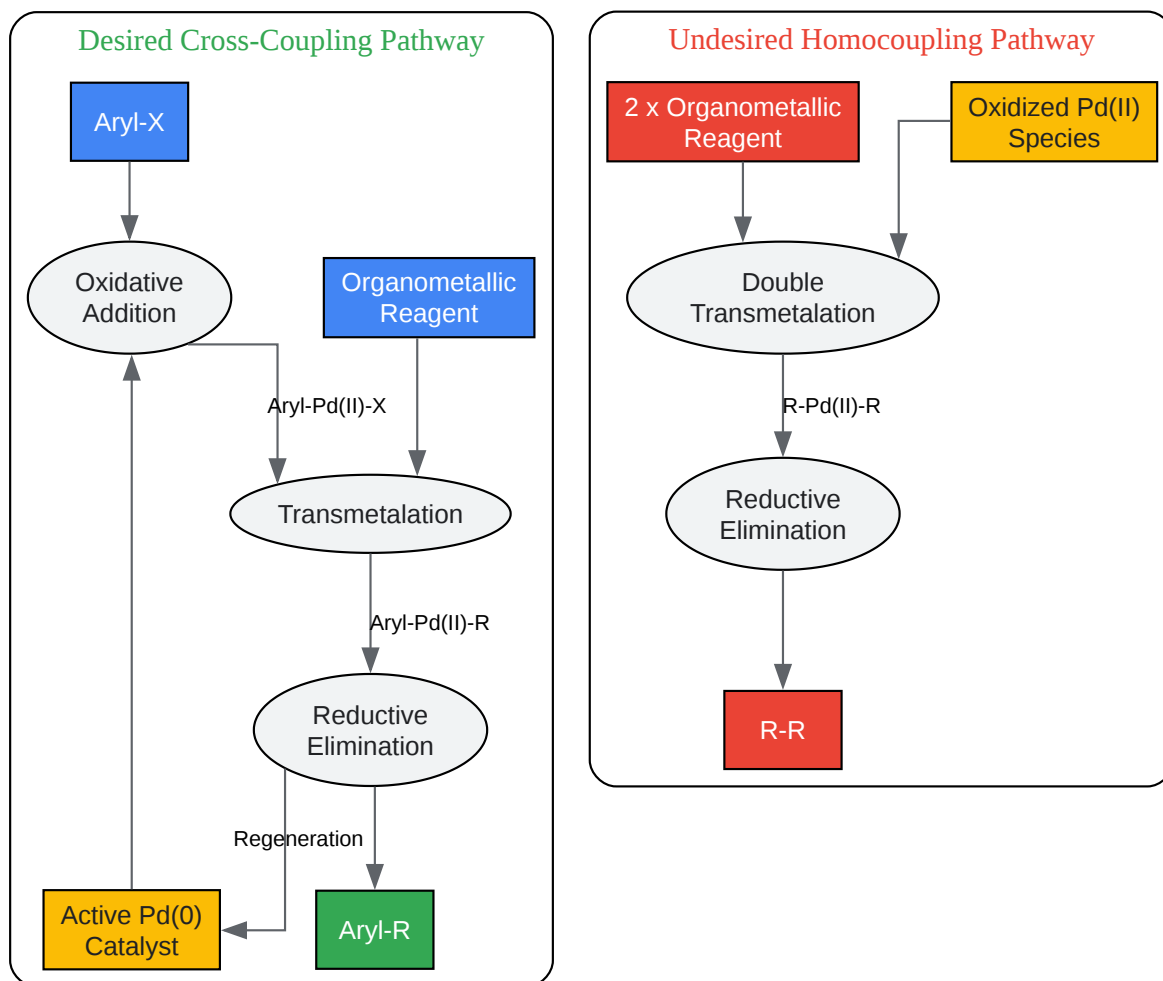 Desired Cross-Coupling Pathway
Aryl-X
Oxidative
Addition
Organometallic
Reagent
Aryl-Pd(II)-X
Transmetalation
Aryl-Pd(II)-R
Reductive
Elimination
Regeneration
Active Pd(0)
Catalyst
Aryl-R
Undesired Homocoupling Pathway
2 x Organometallic
Reagent
Oxidized Pd(II)
Species
Double
Transmetalation
R-Pd(II)-R
Reductive
Elimination
R-R